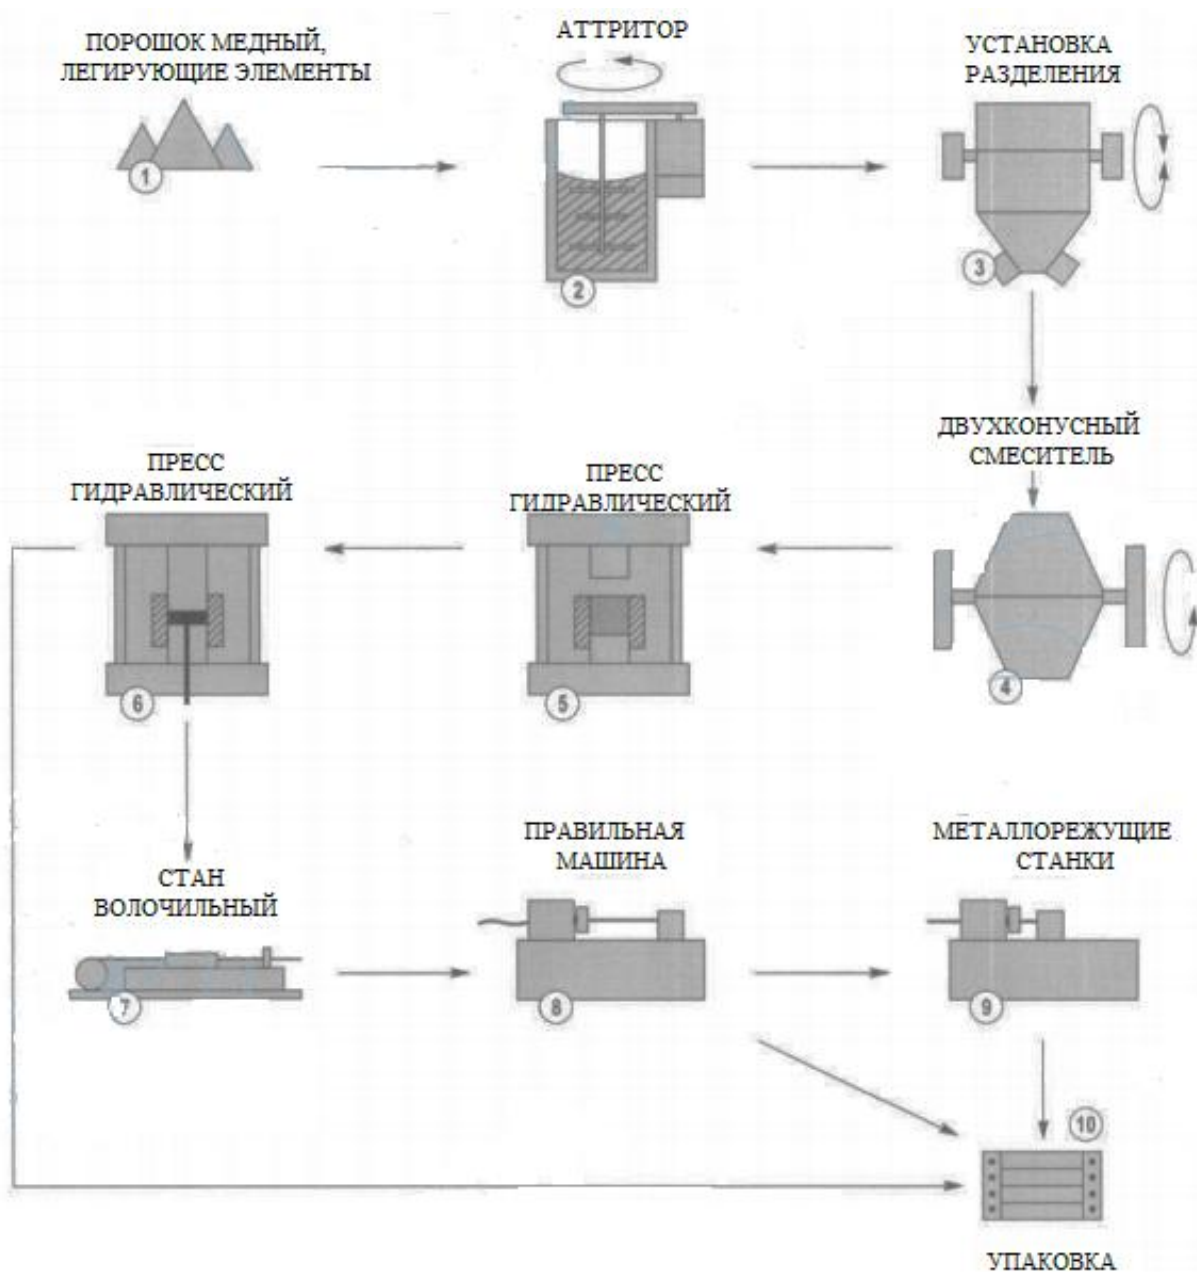 ПОРОШОК МЕДНЫЙ,
ЛЕГИРУЮЩИЕ ЭЛЕМЕНТЫ
1
АТТРИТОР
2
УСТАНОВКА
РАЗДЕЛЕНИЯ
3
ДВУХКОНУСНЫЙ
СМЕСИТЕЛЬ
4
ПРЕСС
ГИДРАВЛИЧЕСКИЙ
5
ПРЕСС
ГИДРАВЛИЧЕСКИЙ
6
СТАН
ВОЛОЧИЛЬНЫЙ
7
ПРАВИЛЬНАЯ
МАШИНА
8
МЕТАЛЛОРЕЖУЩИЕ
СТАНКИ
9
10
УПАКОВКА